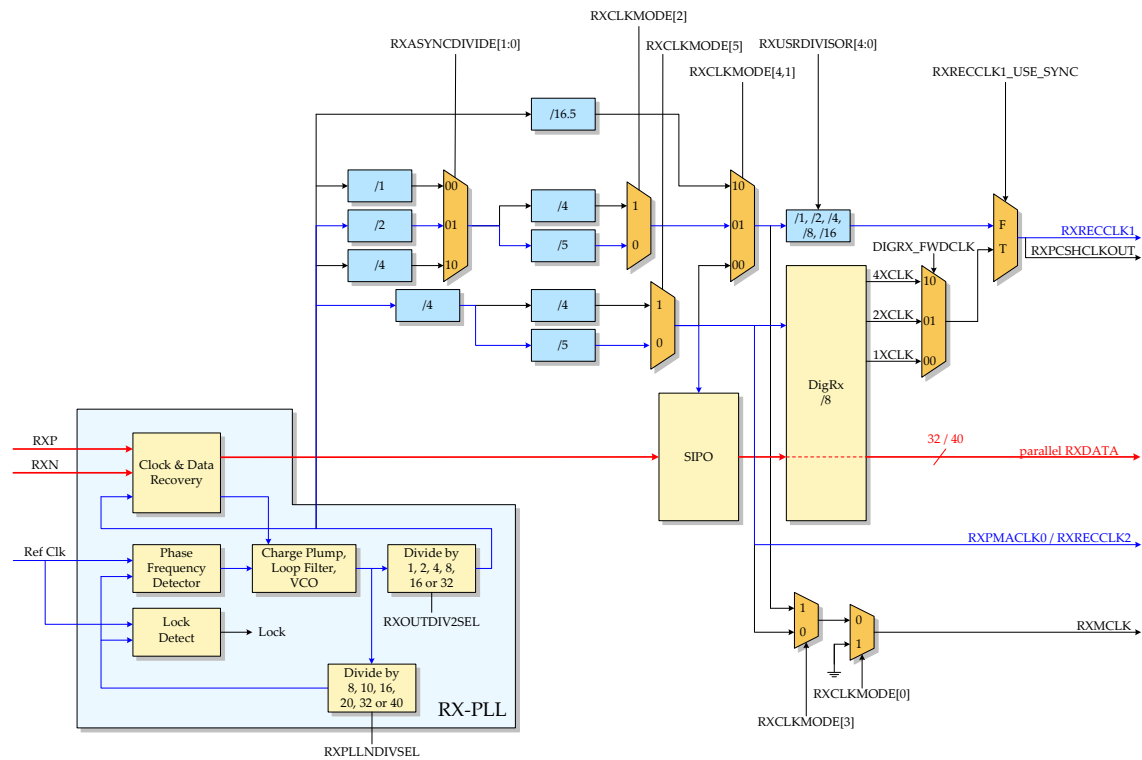 RXCLKMODE[2]
RXASYNCDIVIDE[1:0]
RXCLKMODE[5]
RXUSRDIVISOR[4:0]
RXCLKMODE[4,1]
RXRECCLK1_USE_SYNC
/16.5
/1
00
/2
01
/4
10
/4
1
/5
0
10
01
00
/1, /2, /4,
/8, /16
F
T
RXRECCLK1
RXPCSHCLKOUT
DIGRX_FWDCLK
/4
/4
1
/5
0
4XCLK
10
2XCLK
01
1XCLK
00
DigRx
/8
RXP
RXN
Clock & Data
Recovery
SIPO
32 / 40
parallel RXDATA
Ref Clk
Phase
Frequency
Detector
Charge Plump,
Loop Filter,
VCO
Divide by
1, 2, 4, 8,
16 or 32
RXPMACLK0 / RXRECCLK2
RXOUTDIV2SEL
Lock
Detect
Lock
1
0
0
1
RXMCLK
Divide by
8, 10, 16,
20, 32 or 40
RX-PLL
RXCLKMODE[0]
RXCLKMODE[3]
RXPLLNDIVSEL